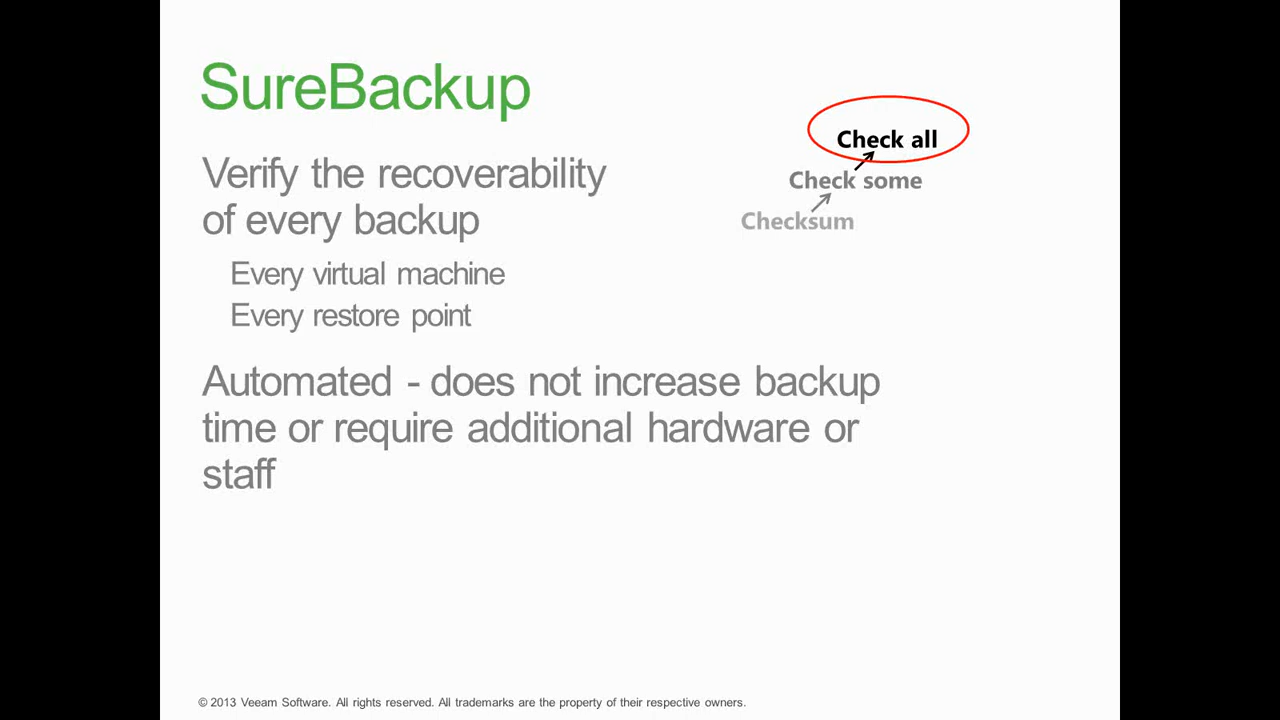 SureBackup
Check all
Check some
Checksum
Verify the recoverability
of every backup
Every virtual machine
Every restore point
Automated - does not increase backup
time or require additional hardware or
staff
© 2013 Veeam Software. All rights reserved. All trademarks are the property of their respective owners.